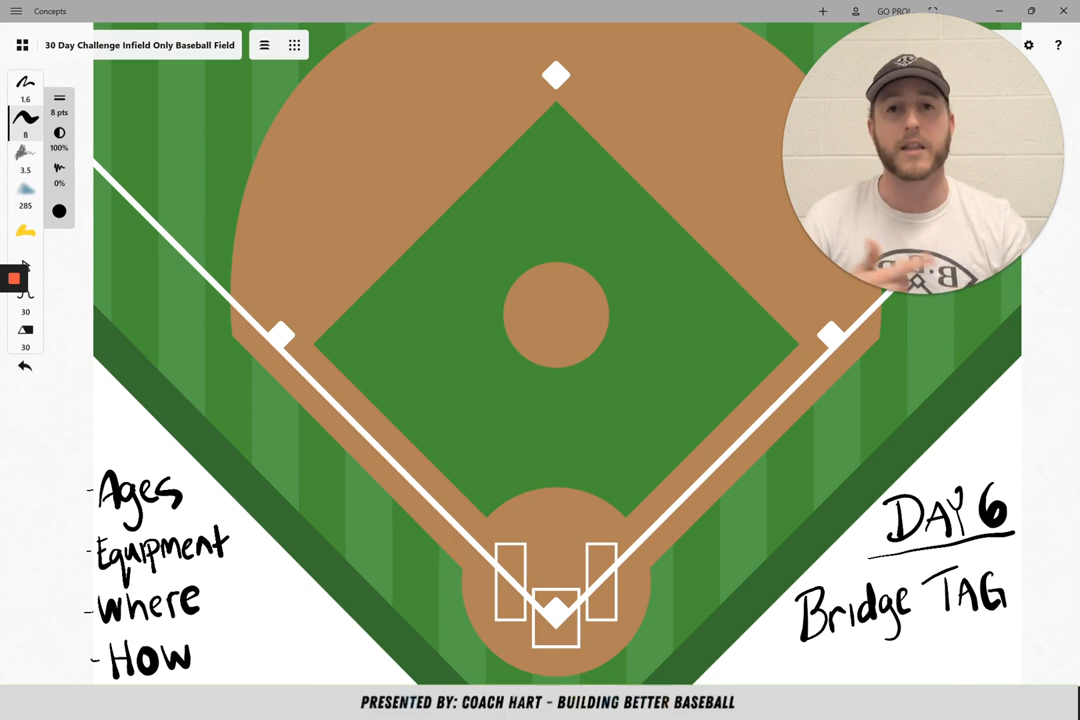 Concepts
GO PRO!
30 Day Challenge Infield Only Baseball Field
?
1.6
8 pts
8
100%
3.5
0%
285
30
30
B.B.B
- Ages
- Equipment
- Where
- How
DAY 6
Bridge TAG
PRESENTED BY: COACH HART - BUILDING BETTER BASEBALL